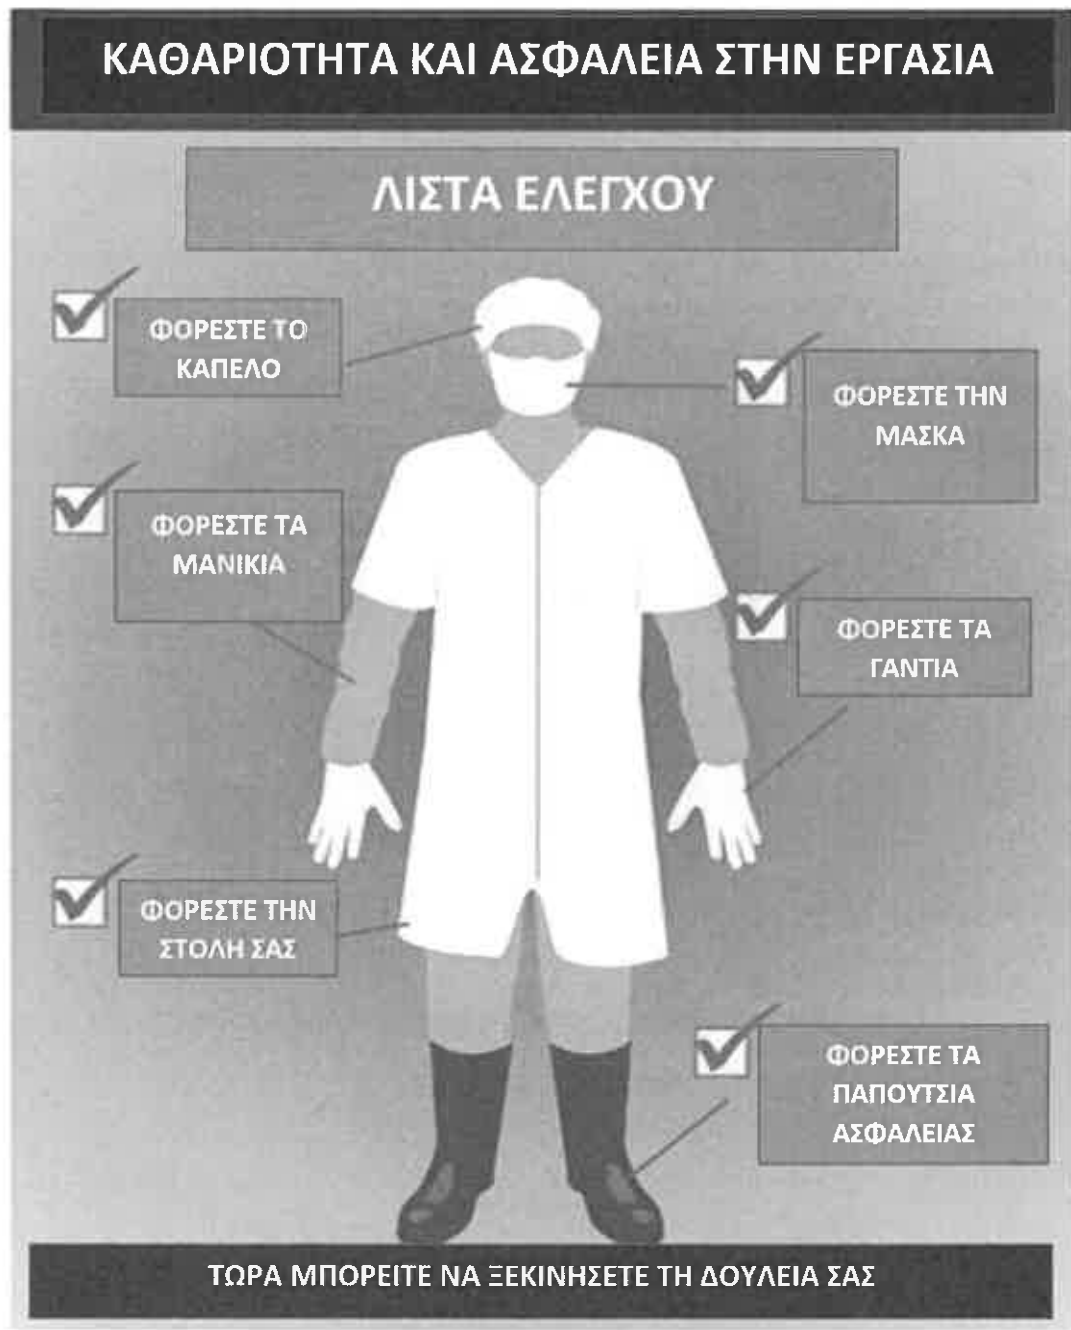 ΚΑΘΑΡΙΟΤΗΤΑ ΚΑΙ ΑΣΦΑΛΕΙΑ ΣΤΗΝ ΕΡΓΑΣΙΑ
ΛΙΣΤΑ ΕΛΕΓΧΟΥ
ΦΟΡΕΣΤΕ ΤΟ
ΚΑΠΕΛΟ
ΦΟΡΕΣΤΕ ΤΗΝ
ΜΑΣΚΑ
ΦΟΡΕΣΤΕ ΤΑ
ΜΑΝΙΚΙΑ
ΦΟΡΕΣΤΕ ΤΑ
ΓΑΝΤΙΑ
ΦΟΡΕΣΤΕ ΤΗΝ
ΣΤΟΛΗ ΣΑΣ
ΦΟΡΕΣΤΕ ΤΑ
ΠΑΠΟΥΤΣΙΑ
ΑΣΦΑΛΕΙΑΣ
ΤΩΡΑ ΜΠΟΡΕΙΤΕ ΝΑ ΞΕΚΙΝΗΣΕΤΕ ΤΗ ΔΟΥΛΕΙΑ ΣΑΣ